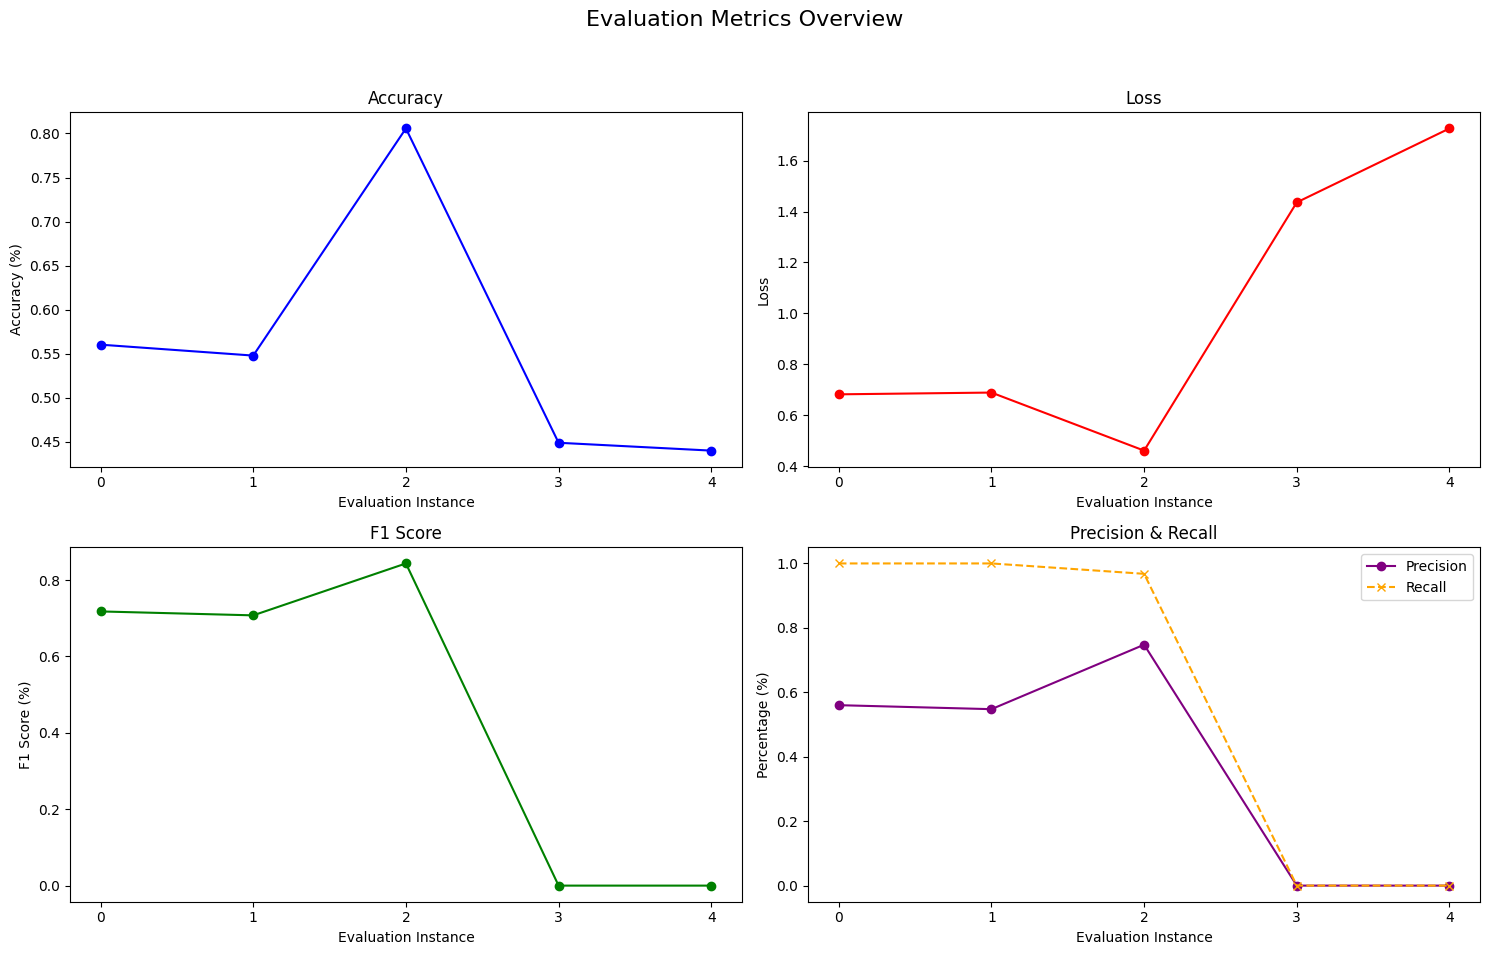 Evaluation Metrics Overview
Accuracy
Accuracy (%)
0.80
0.75
0.70
0.65
0.60
0.55
0.50
0.45
0 1 2 3 4
Evaluation Instance
Loss
Loss
1.6
1.4
1.2
1.0
0.8
0.6
0.4
0 1 2 3 4
Evaluation Instance
F1 Score
F1 Score (%)
0.8
0.6
0.4
0.2
0.0
0 1 2 3 4
Evaluation Instance
Precision & Recall
Percentage (%)
1.0
0.8
0.6
0.4
0.2
0.0
Precision
Recall
0 1 2 3 4
Evaluation Instance